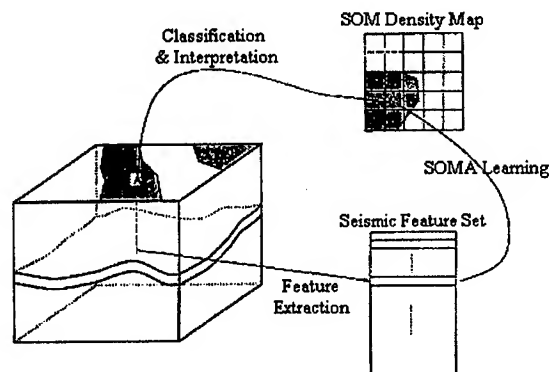 SOM Density Map
Classification
& Interpretation
SOMA Learning
Seismic Feature Set
Feature
Extraction